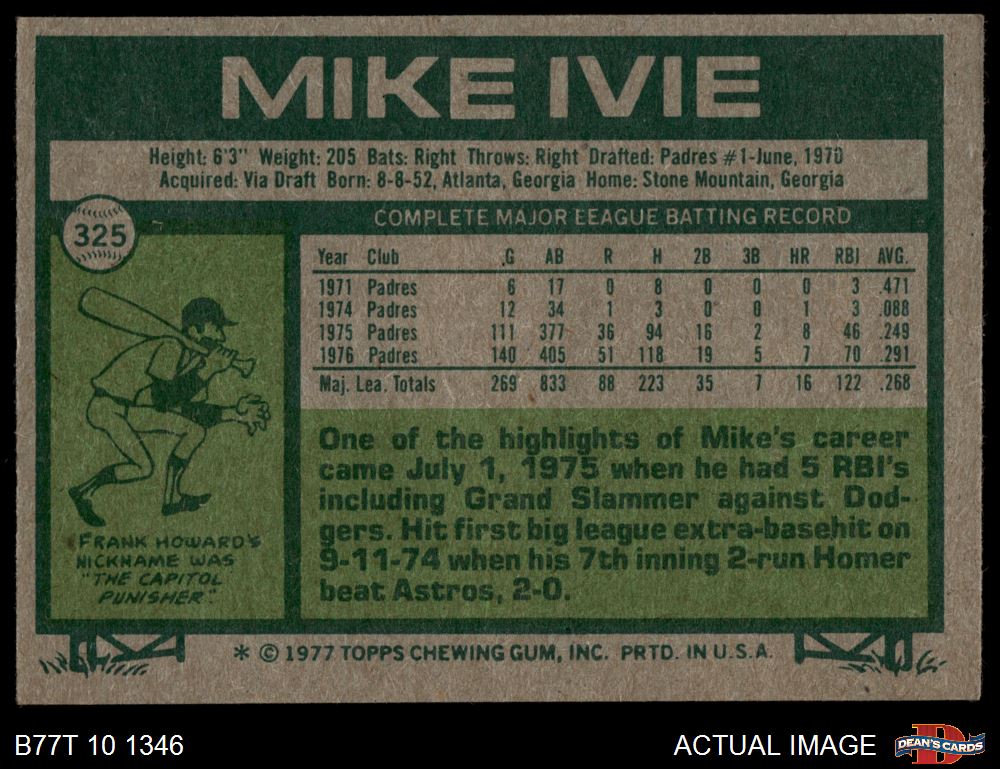 MIKE IVIE
Height: 6'3" Weight: 205 Bats: Right Throws: Right Drafted: Padres #1-June, 1970
Acquired: Via Draft Born: 8-8-52, Atlanta, Georgia Home: Stone Mountain, Georgia
325
COMPLETE MAJOR LEAGUE BATTING RECORD
Year Club G AB R H 2B 3B HR RBI AVG.
1971 Padres 6 17 0 8 0 0 0 3 .471
1974 Padres 12 34 1 3 0 0 1 3 .088
1975 Padres 111 377 36 94 16 2 8 46 .249
1976 Padres 140 405 51 118 19 5 7 70 .291
Maj. Lea. Totals 269 833 88 223 35 7 16 122 .268
One of the highlights of Mike's career
came July 1, 1975 when he had 5 RBI's
including Grand Slammer against Dod-
gers. Hit first big league extra-basehit on
9-11-74 when his 7th inning 2-run Homer
beat Astros, 2-0.
FRANK HOWARD'S
NICKNAME WAS
"THE CAPITOL
PUNISHER."
* © 1977 TOPPS CHEWING GUM, INC. PRTD. IN U.S.A.
B77T 10 1346
ACTUAL IMAGE
D
DEAN'S CARDS